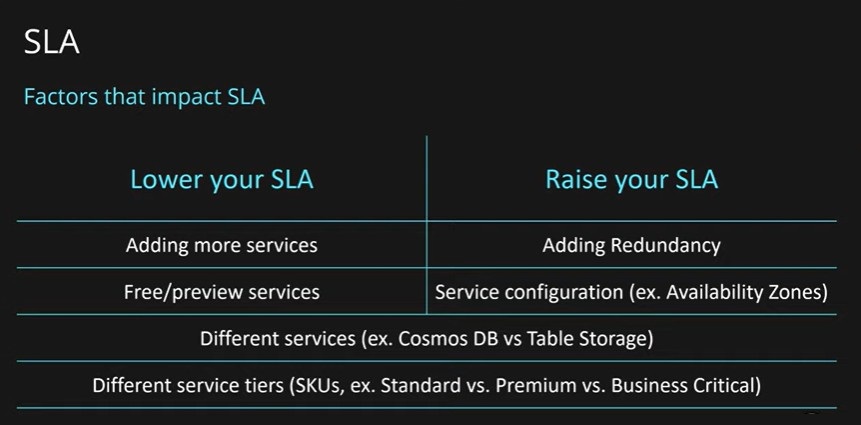 SLA
Factors that impact SLA
Lower your SLA
Raise your SLA
Adding more services
Adding Redundancy
Free/preview services
Service configuration (ex. Availability Zones)
Different services (ex. Cosmos DB vs Table Storage)
Different service tiers (SKUs, ex. Standard vs. Premium vs. Business Critical)